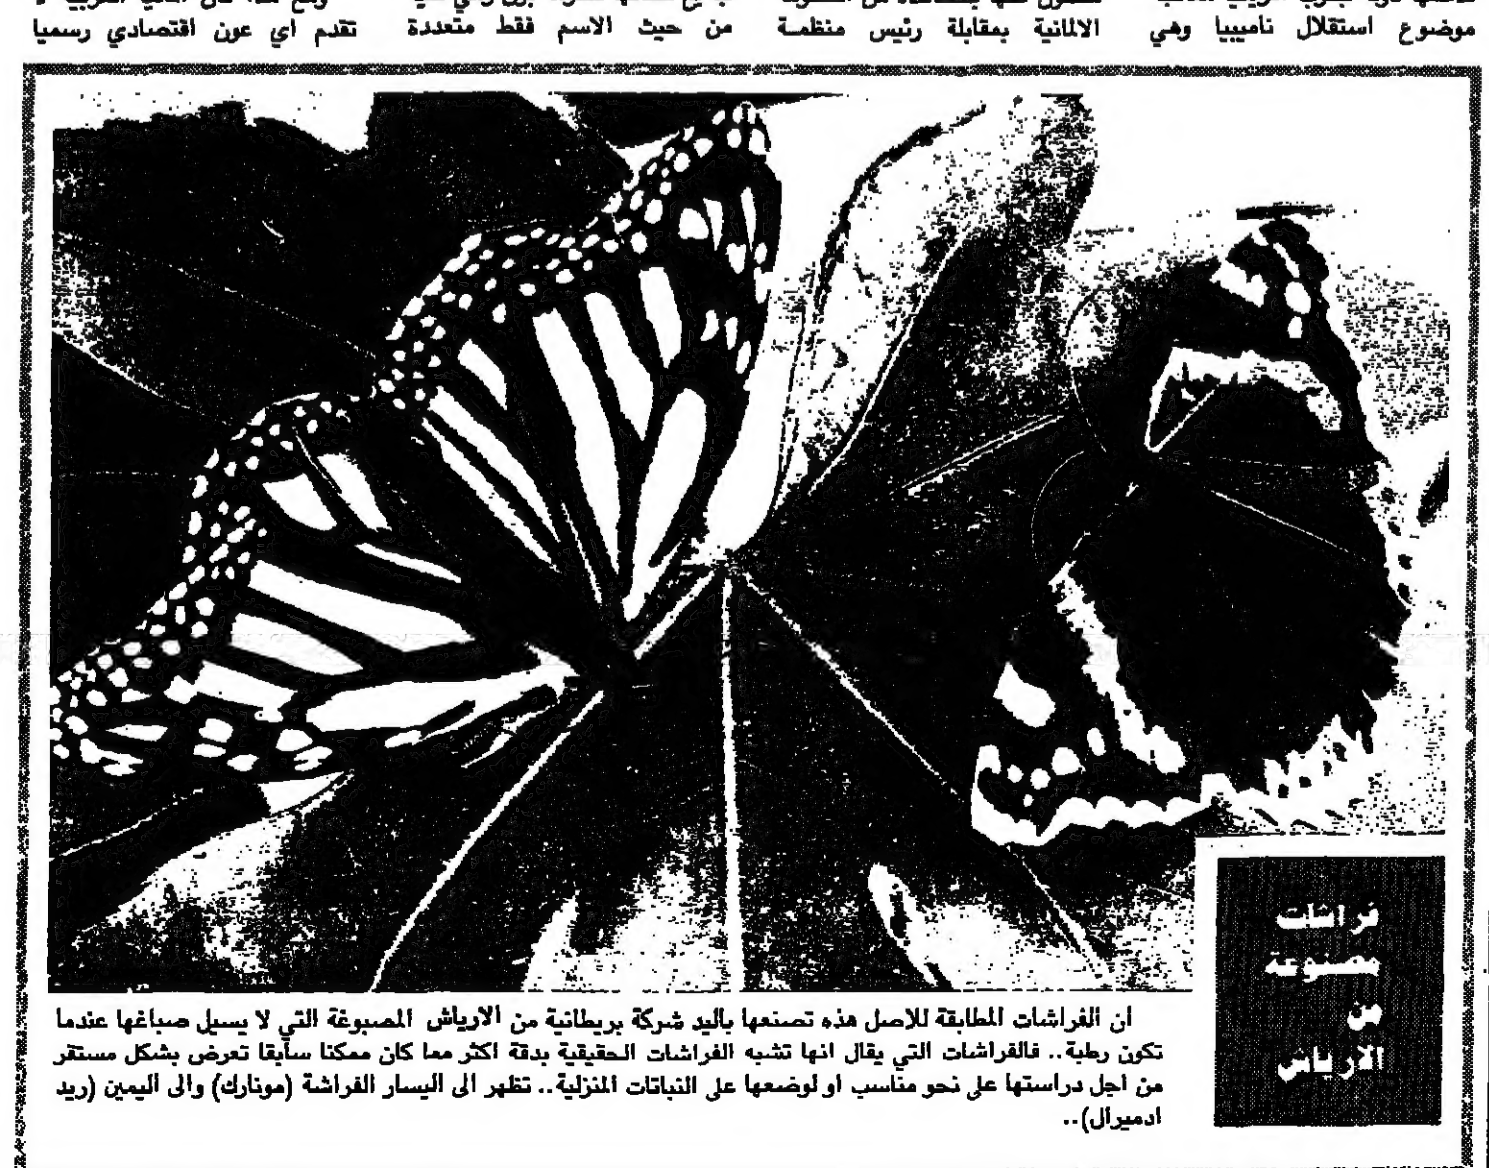 موضوع استقلال ناميبيا وهي
الالمانية بمقابلة رئيس منظمة
من حيث الاسم فقط متعددة
تقدم اي عون اقتصادي رسميا
فراشات
مصنوعه
من
الارياش
أن الفراشات المطابقة للاصل هذه تصنعها باليد شركة بريطانية من الارياش المصبوغة التي لا يسيل صباغها عندما
تكون رطبة.. فالفراشات التي يقال انها تشبه الفراشات الحقيقية بدقة اكثر مما كان ممكنا سابقا تعرض بشكل مستقر
من اجل دراستها على نحو مناسب او لوضعها على النباتات المنزلية.. تظهر الى اليسار الفراشة (مونارك) والى اليمين (ريد
ادميرال)..